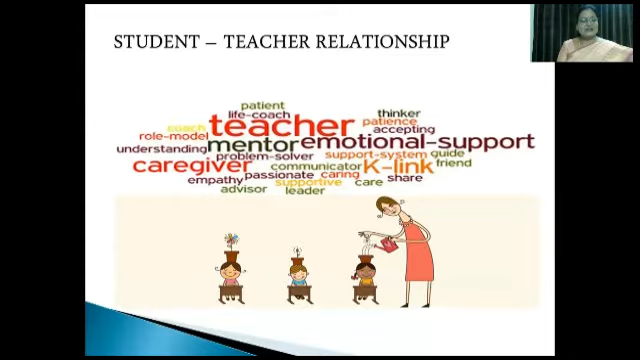 STUDENT – TEACHER RELATIONSHIP
patient
life-coach thinker
coach teacher patience
role-model accepting
understanding mentor emotional-support
problem-solver support-system guide
caregiver communicator K-link friend
empathy passionate caring share
supportive care
advisor leader